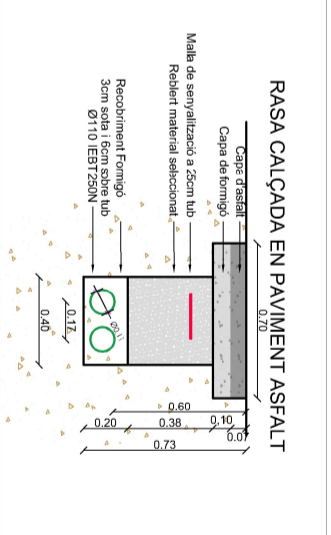 RASA CALÇADA EN PAVIMENT ASFALT
0.70
Capa d'asfalt
Capa de formigó
Malla de senyalització a 25cm tub
Reblert material seleccionat
Recobriment Formigó
3cm sota i 6cm sobre tub
Ø110 IEBT250N
Ø0,11
0.07
0,10
0.60
0.38
0.20
0.73
0.17
0.40